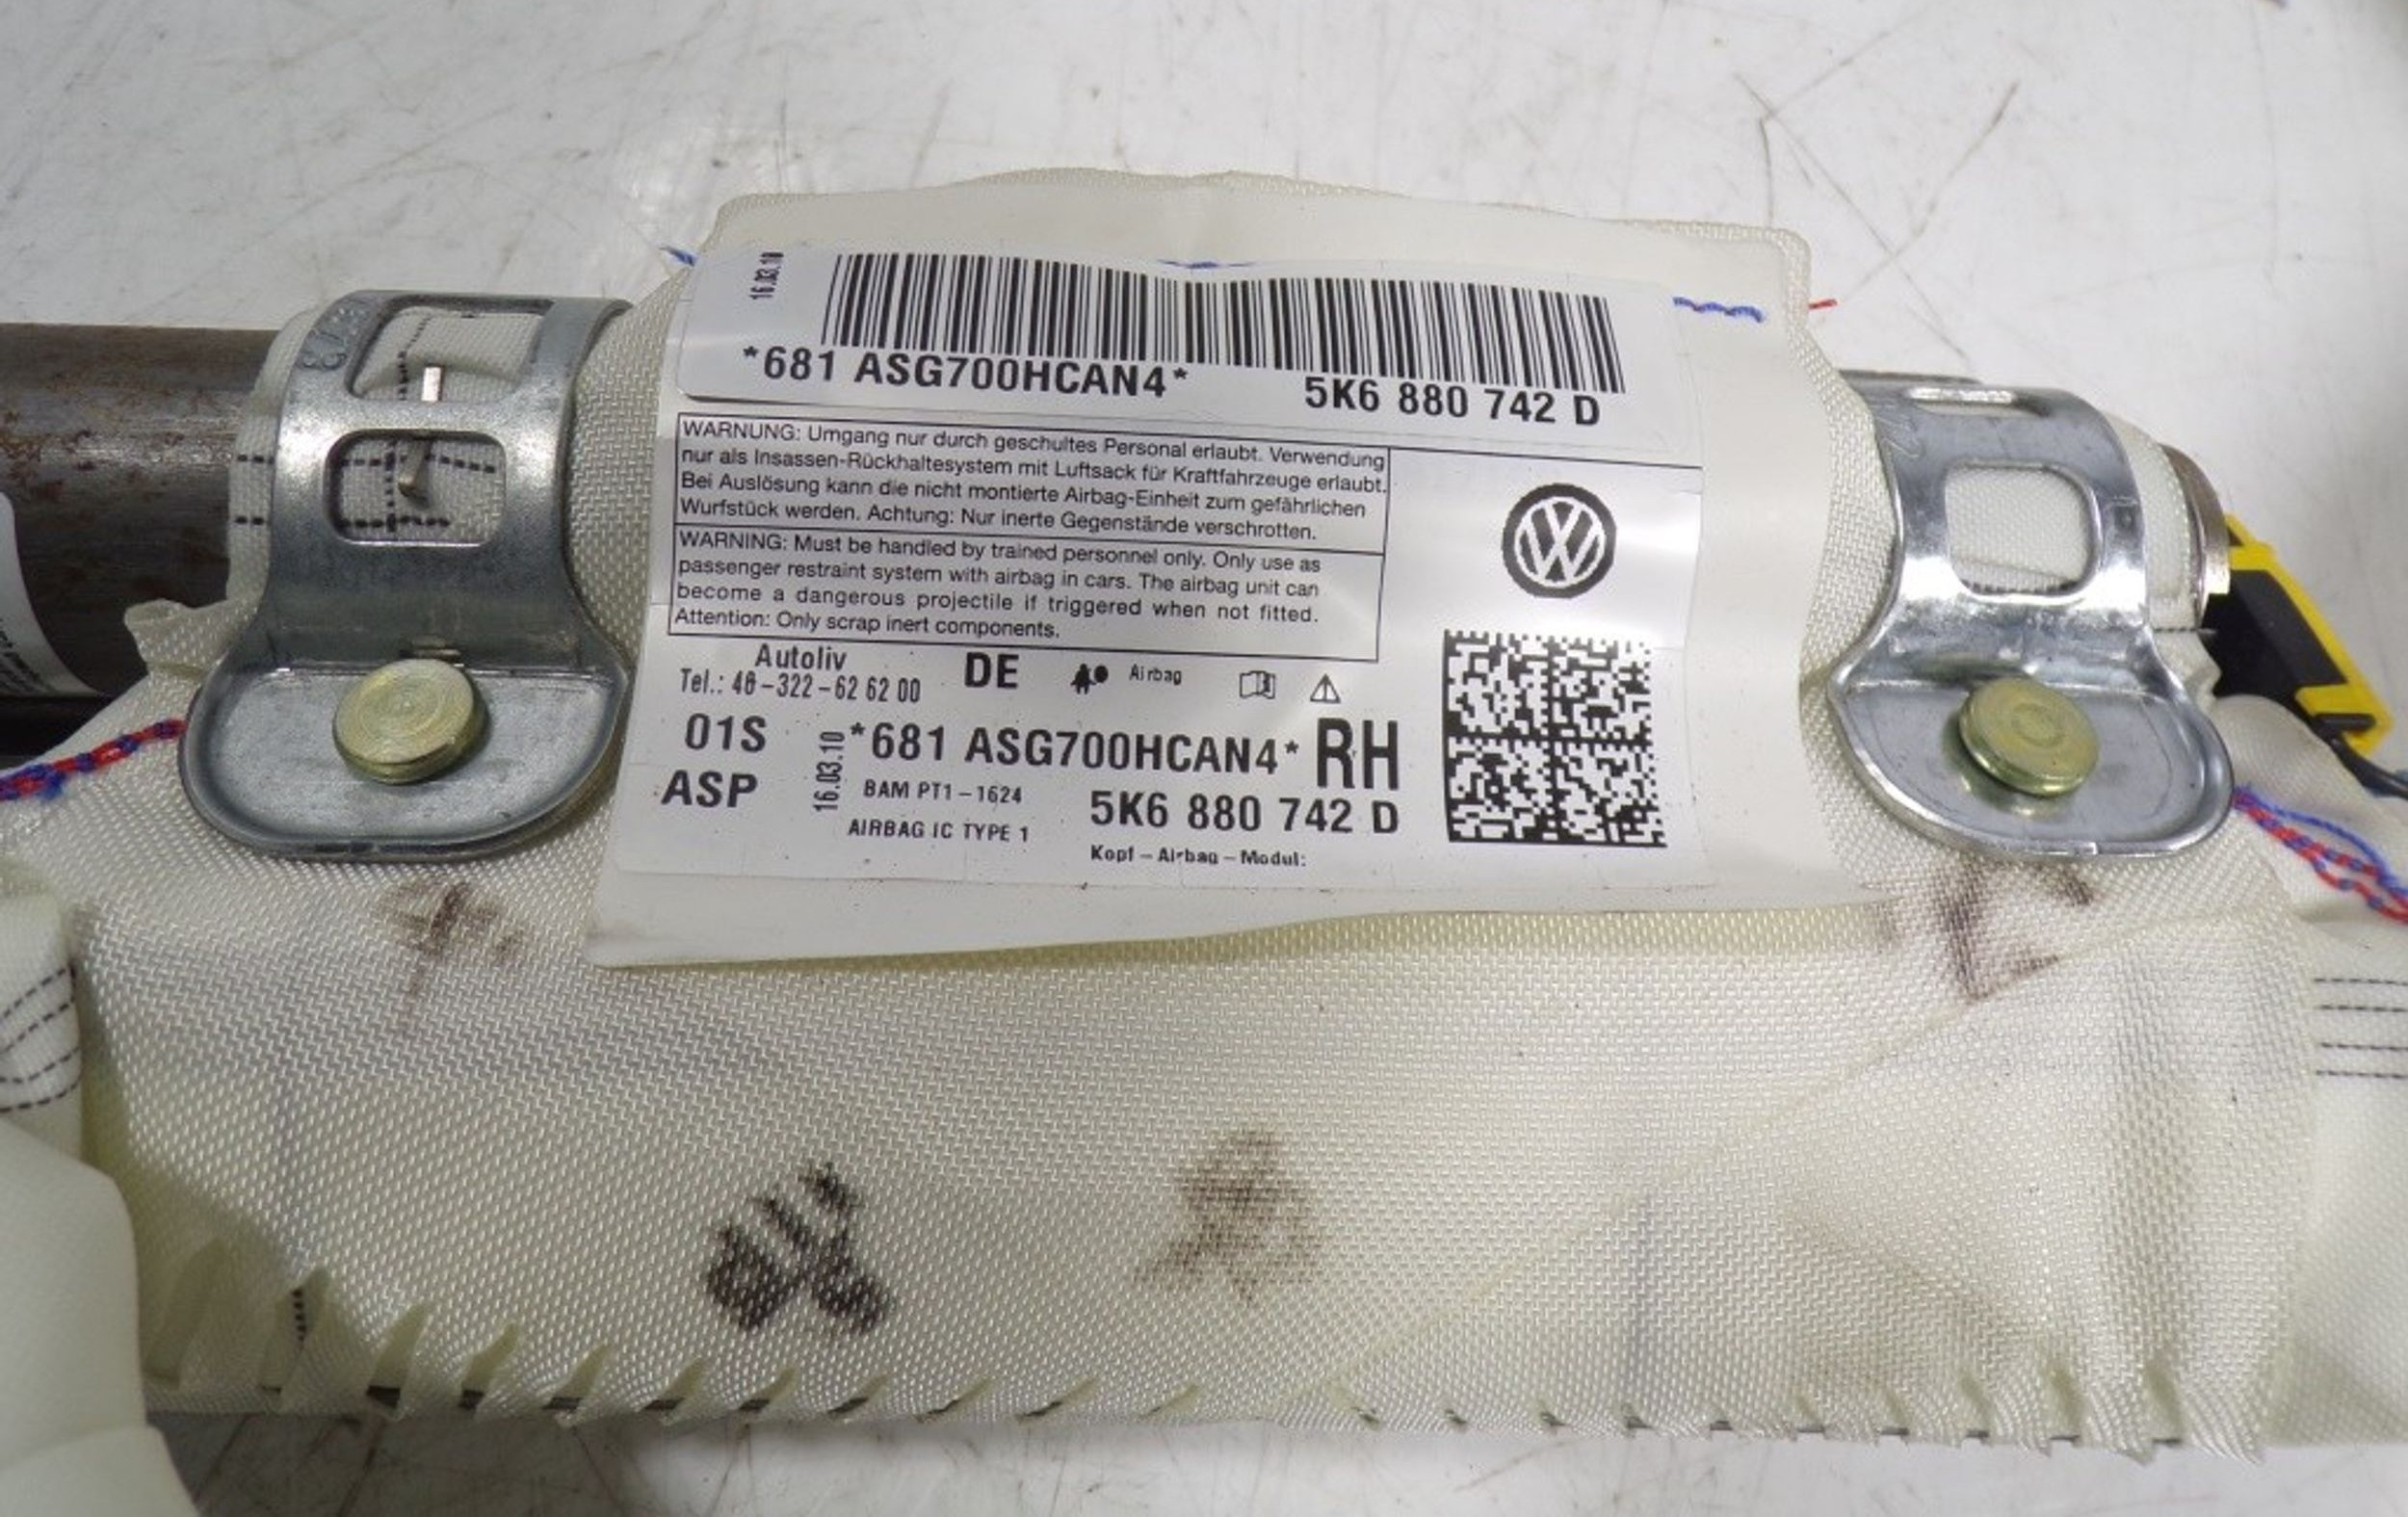 16.03.10
*681 ASG700HCAN4* 5K6 880 742 D
WARNUNG: Umgang nur durch geschultes Personal erlaubt. Verwendung
nur als Insassen-Rückhaltesystem mit Luftsack für Kraftfahrzeuge erlaubt.
Bei Auslösung kann die nicht montierte Airbag-Einheit zum gefährlichen
Wurfstück werden. Achtung: Nur inerte Gegenstände verschrotten.
WARNING: Must be handled by trained personnel only. Only use as
passenger restraint system with airbag in cars. The airbag unit can
become a dangerous projectile if triggered when not fitted.
Attention: Only scrap inert components.
Autoliv DE Airbag
Tel.: 46-322-62 62 00
01S 16.03.10 *681 ASG700HCAN4* RH
ASP BAM PT1-1624 5K6 880 742 D
AIRBAG IC TYPE 1
Kopf-Airbag-Modul: